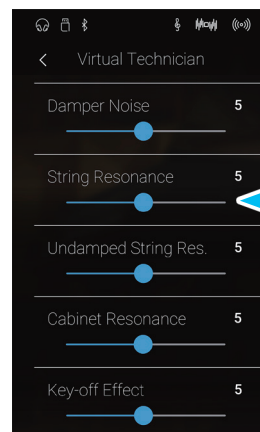 Virtual Technician
Damper Noise 5
String Resonance 5
Undamped String Res. 5
Cabinet Resonance 5
Key-off Effect 5